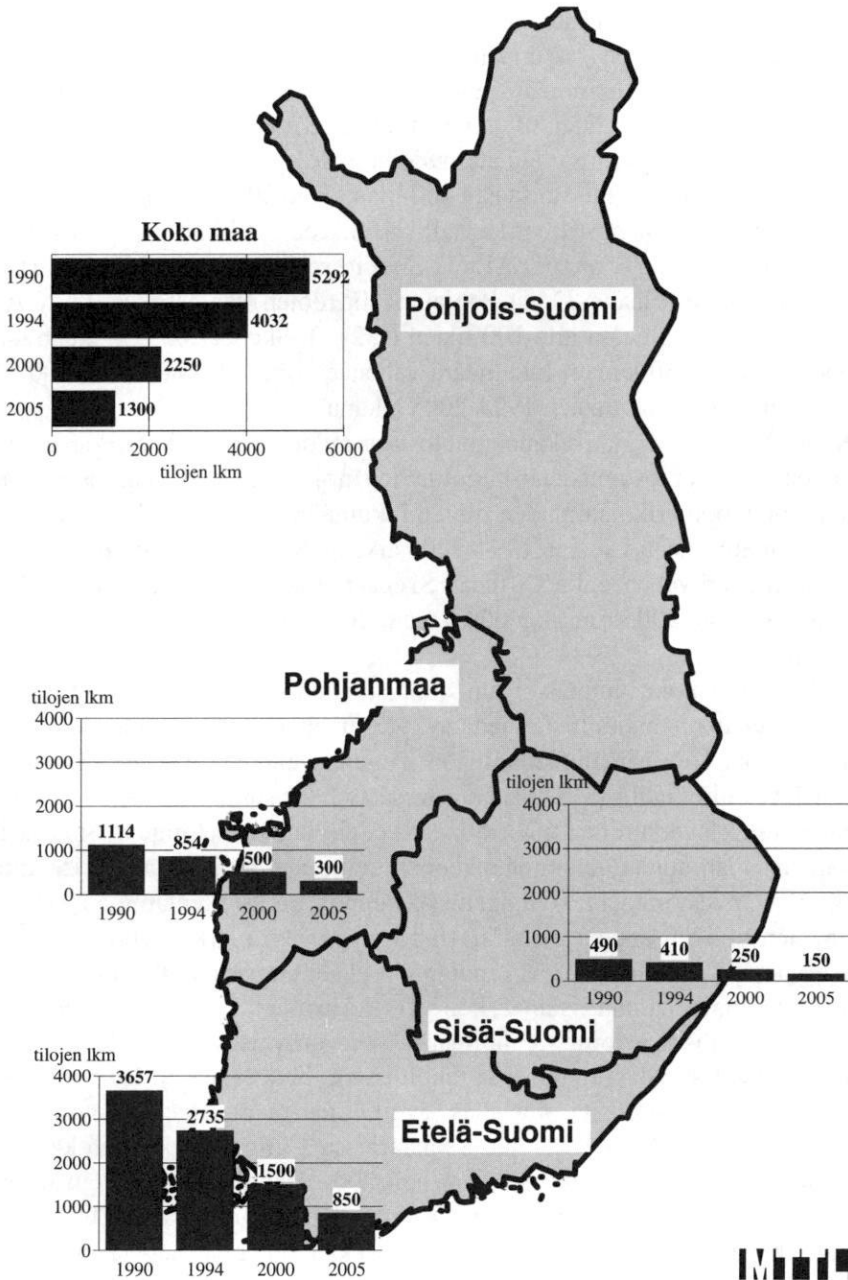 Koko maa
1990 5292
1994 4032
2000 2250
2005 1300
0 2000 4000 6000
tilojen lkm
Pohjois-Suomi
Pohjanmaa
tilojen lkm
4000
3000
2000
1000
0
1114 854 500 300
1990 1994 2000 2005
tilojen lkm
4000
3000
2000
1000
0
490 410 250 150
1990 1994 2000 2005
Sisä-Suomi
Etelä-Suomi
tilojen lkm
4000
3000
2000
1000
0
3657 2735 1500 850
1990 1994 2000 2005
MTTL